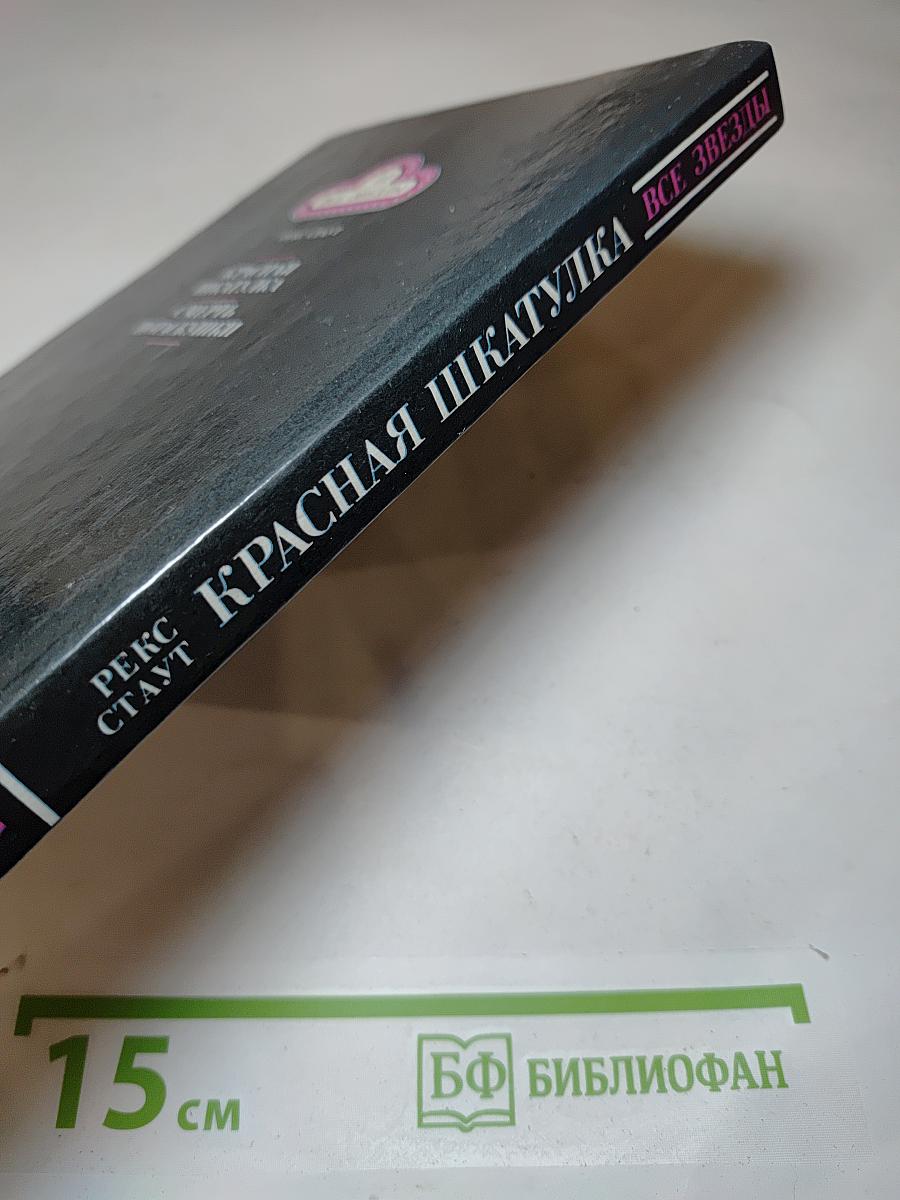 ВСЕ ЗВЕЗДЫ
КРАСНАЯ ШКАТУЛКА
РЕКС
СТАУТ
15 см
БФ БИБЛИОФАН